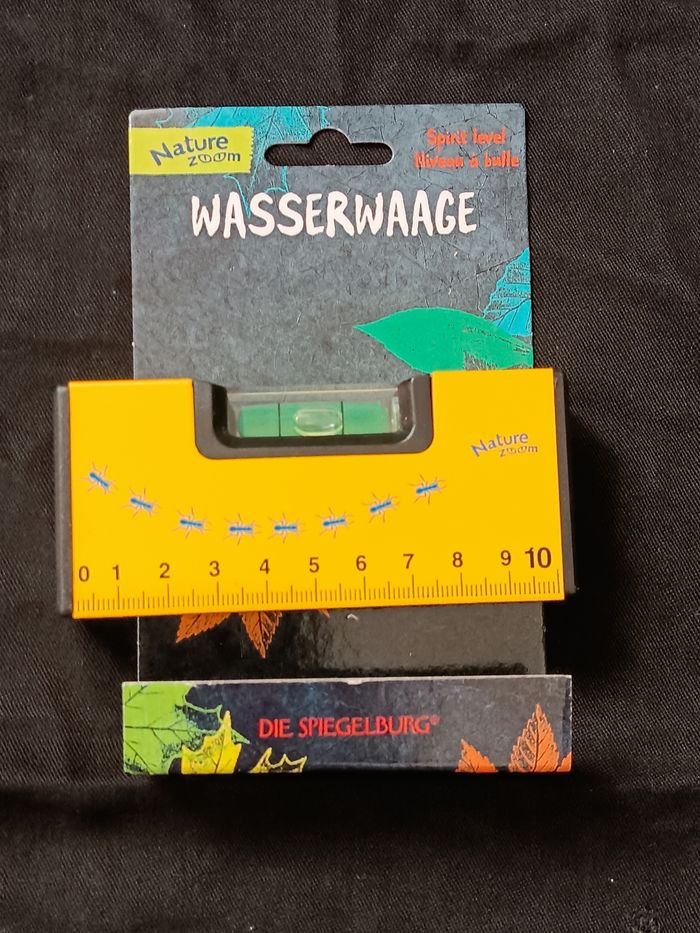 Nature
zoom
Spirit level
Niveau à bulle
WASSERWAAGE
Nature
zoom
0 1 2 3 4 5 6 7 8 9 10
DIE SPIEGELBURG®